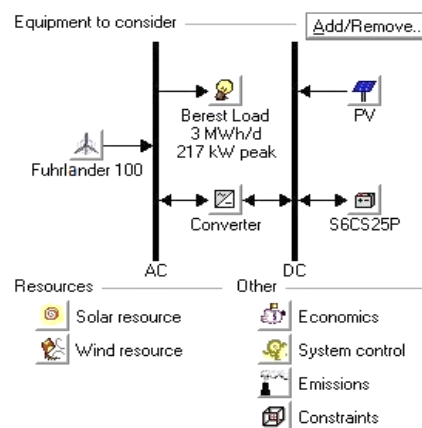 Equipment to consider
Add/Remove..
Berest Load
3 MWh/d
217 kW peak
PV
Fuhrlander 100
Converter
S6CS25P
AC
DC
Resources
Other
Solar resource
Economics
Wind resource
System control
Emissions
Constraints